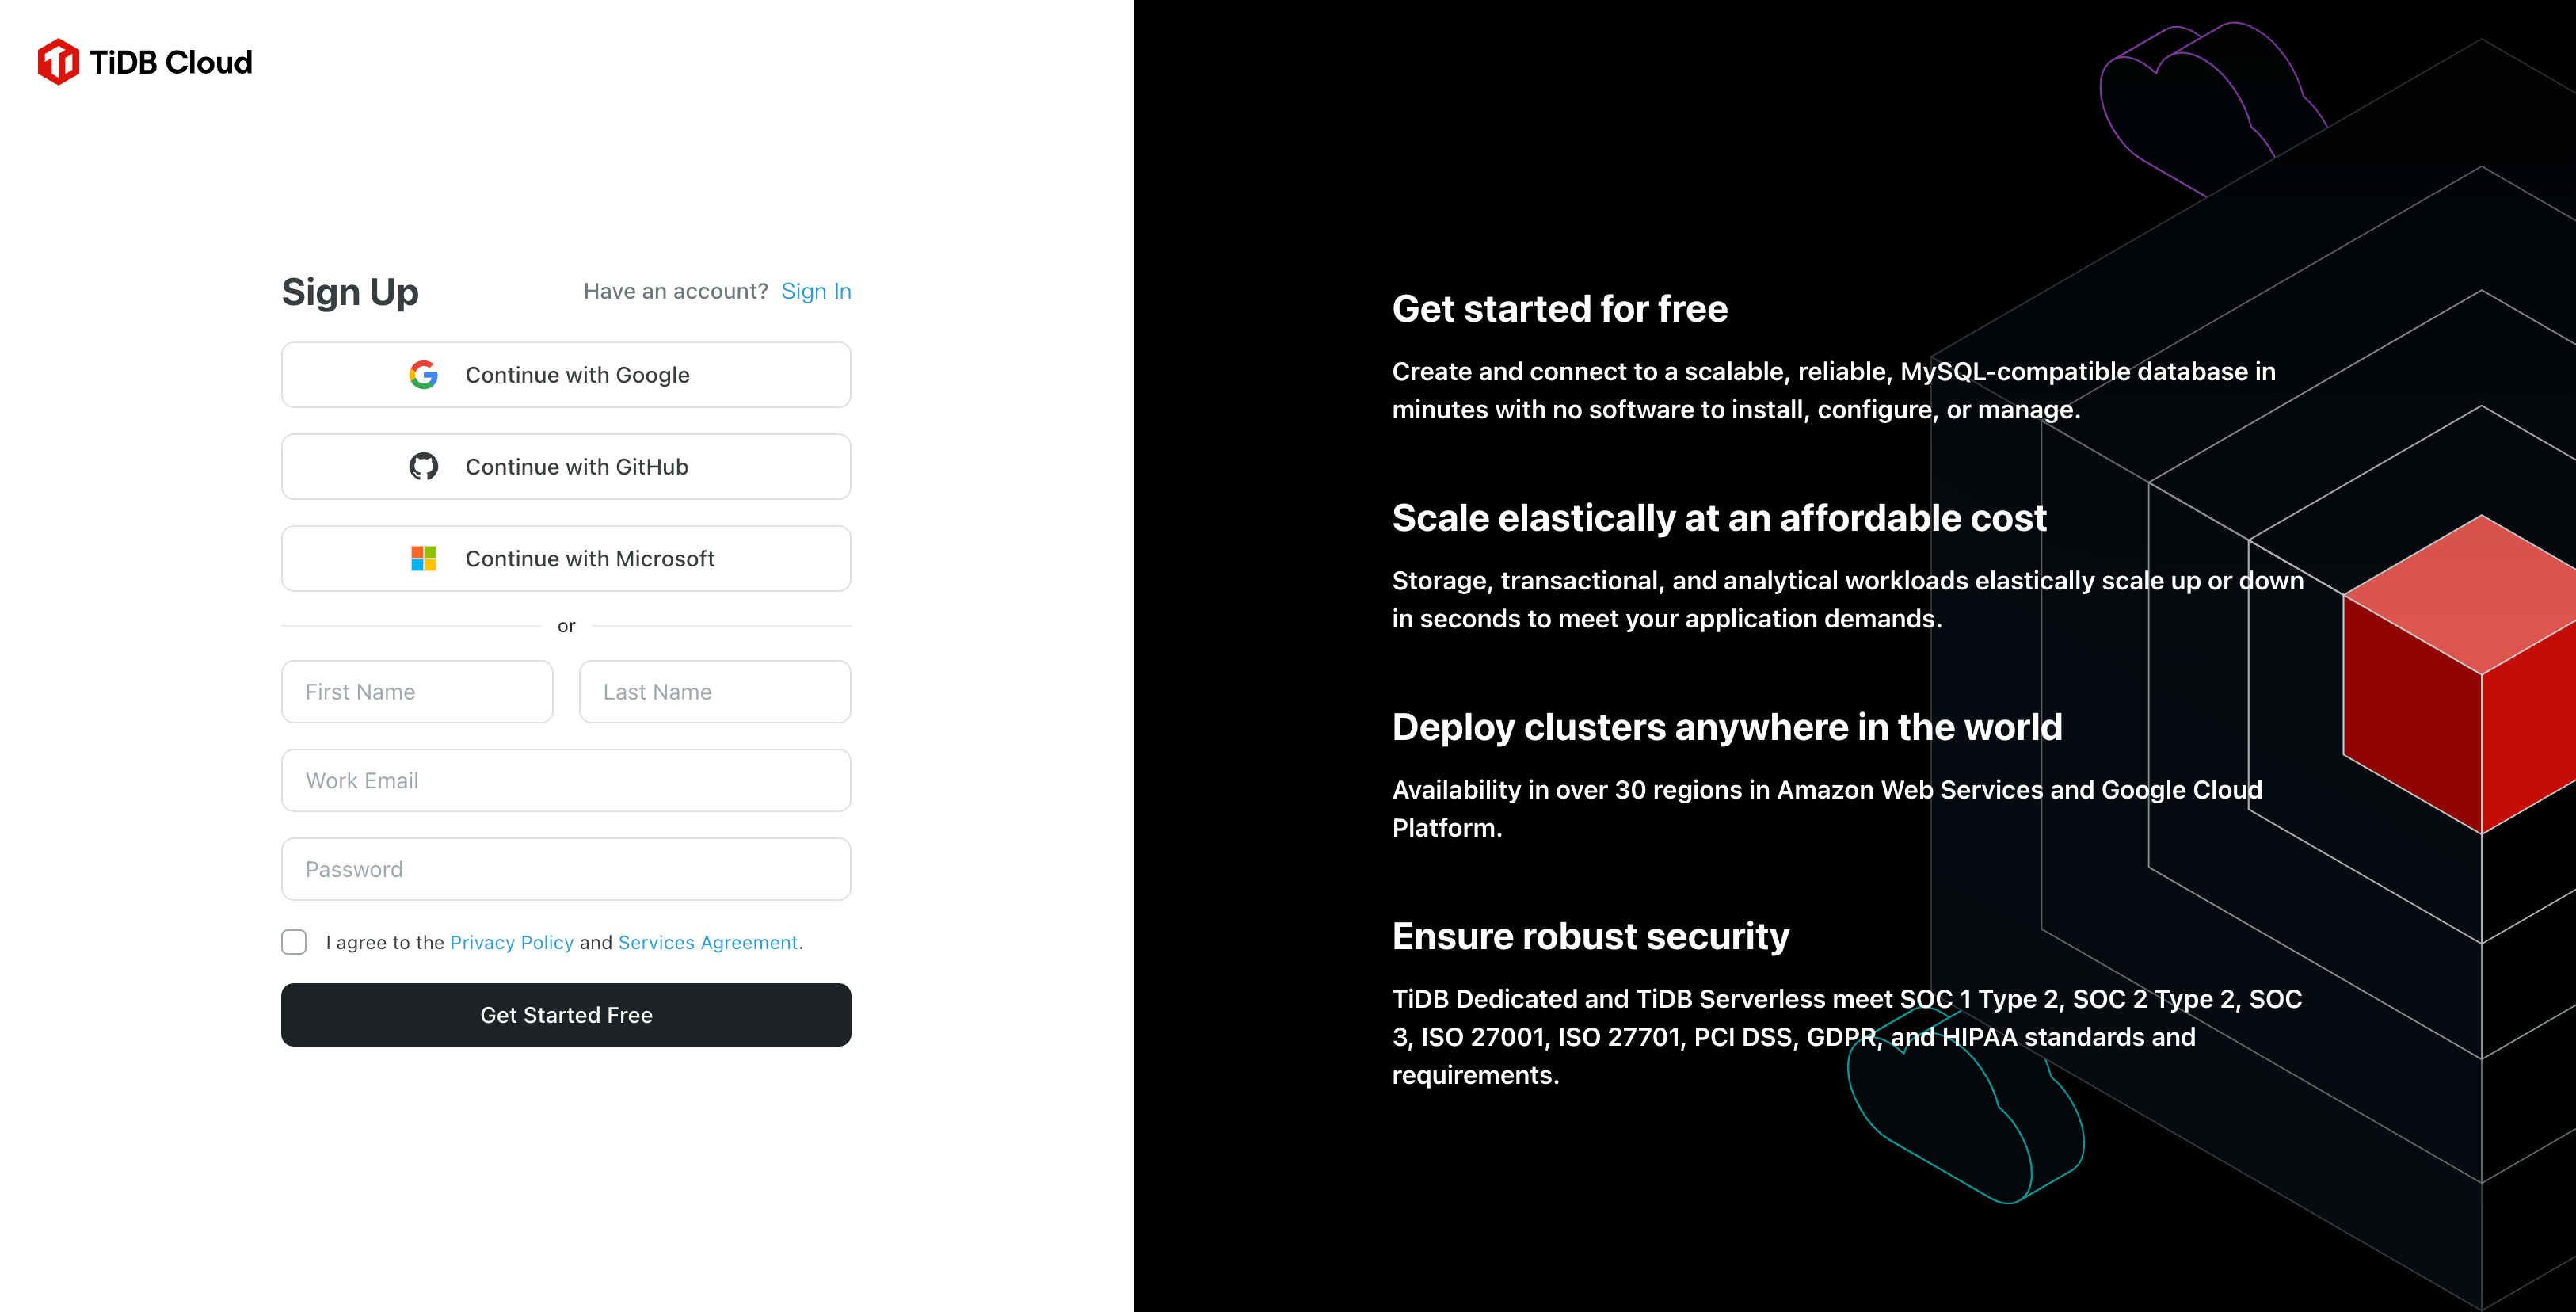 TiDB Cloud
Sign Up
Have an account? Sign In
Continue with Google
Continue with GitHub
Continue with Microsoft
or
First Name
Last Name
Work Email
Password
I agree to the Privacy Policy and Services Agreement.
Get Started Free
Get started for free
Create and connect to a scalable, reliable, MySQL-compatible database in
minutes with no software to install, configure, or manage.
Scale elastically at an affordable cost
Storage, transactional, and analytical workloads elastically scale up or down
in seconds to meet your application demands.
Deploy clusters anywhere in the world
Availability in over 30 regions in Amazon Web Services and Google Cloud
Platform.
Ensure robust security
TiDB Dedicated and TiDB Serverless meet SOC 1 Type 2, SOC 2 Type 2, SOC
3, ISO 27001, ISO 27701, PCI DSS, GDPR, and HIPAA standards and
requirements.